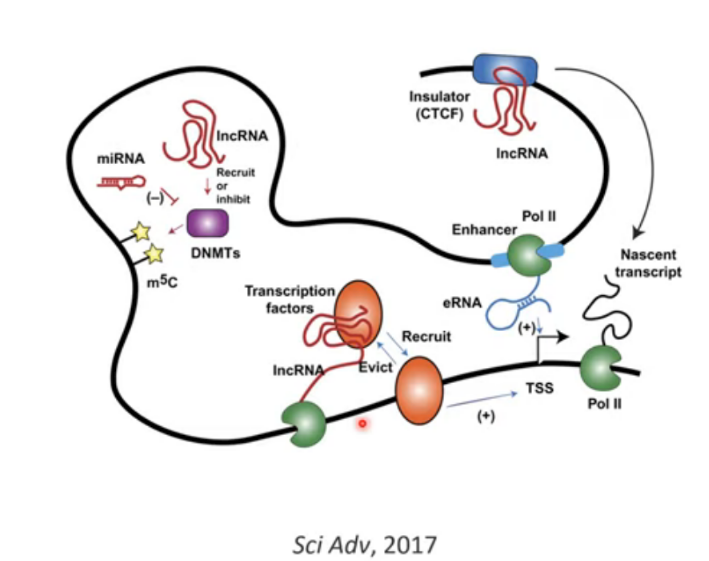 Insulator
(CTCF)
lncRNA
lncRNA
miRNA
Recruit
or
inhibit
(−)
DNMTs
m⁵C
Enhancer
Pol II
Nascent
transcript
eRNA
(+)
Transcription
factors
Recruit
Evict
lncRNA
TSS
(+)
Pol II
Sci Adv, 2017